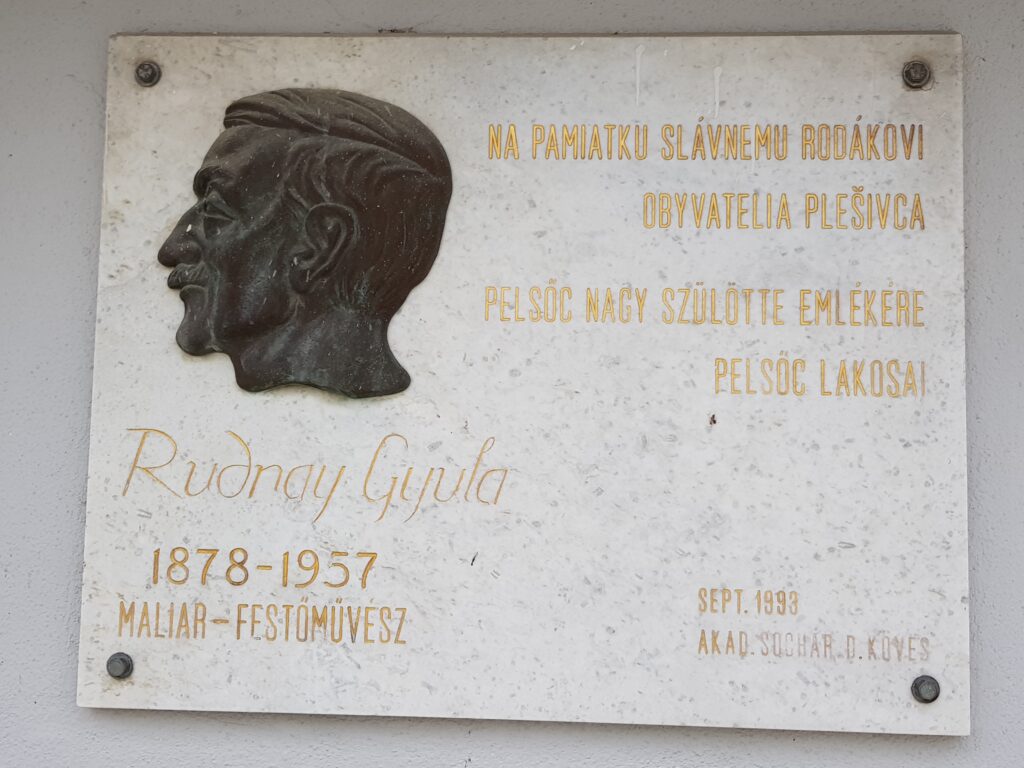 NA PAMIATKU SLÁVNEMU RODÁKOVI
OBYVATELIA PLEŠIVCA
PELSŐC NAGY SZÜLÖTTE EMLÉKÉRE
PELSŐC LAKOSAI
Rudnay Gyula
1878-1957
MALIAR-FESTŐMŰVÉSZ
SEPT. 1993
AKAD. SOCHÁR. D. KÖVES